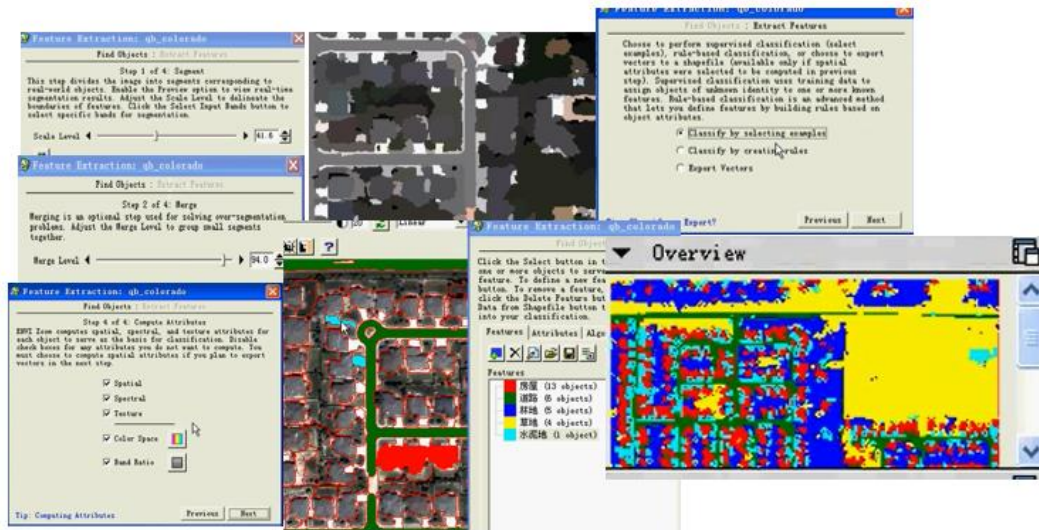 Feature Extraction: qb_colorado
Find Objects : Extract Features
Step 1 of 4: Segment
This step divides the image into segments corresponding to
real-world objects. Enable the Preview option to view real-time
segmentation results. Adjust the Scale Level to delineate the
boundaries of features. Click the Select Input Bands button to
select specific bands for segmentation.
Scale Level
41.6
Feature Extraction: qb_colorado
Find Objects : Extract Features
Step 2 of 4: Merge
Merging is an optional step used for solving over-segmentation
problems. Adjust the Merge Level to group small segments
together.
Merge Level
94.0
Feature Extraction: qb_colorado
Find Objects : Extract Features
Step 4 of 4: Compute Attributes
ENVI Zoom computes spatial, spectral, and texture attributes for
each object to serve as the basis for classification. Disable
check boxes for any attributes you do not want to compute. You
must choose to compute spatial attributes if you plan to export
vectors in the next step.
Spatial
Spectral
Texture
Color Space
Band Ratio
Tip: Computing Attributes
Previous
Next
20
Linear
Feature Extraction: qb_colorado
Find Objec
Click the Select button in t
one or more objects to serve
feature. To define a new fea
button. To remove a feature,
click the Delete Feature but
Data from Shapefile button t
into your classification.
Features Attributes Algo
Features
房屋 (13 objects)
道路 (6 objects)
林地 (5 objects)
草地 (4 objects)
水泥地 (1 object)
Feature Extraction: qb_colorado
Find Objects : Extract Features
Choose to perform supervised classification (select
examples), rule-based classification, or choose to export
vectors to a shapefile (available only if spatial
attributes were selected to be computed in previous
step). Supervised classification uses training data to
assign objects of unknown identity to one or more known
features. Rule-based classification is an advanced method
that lets you define features by building rules based on
object attributes.
Classify by selecting examples
Classify by creating rules
Export Vectors
Export?
Previous
Next
Overview